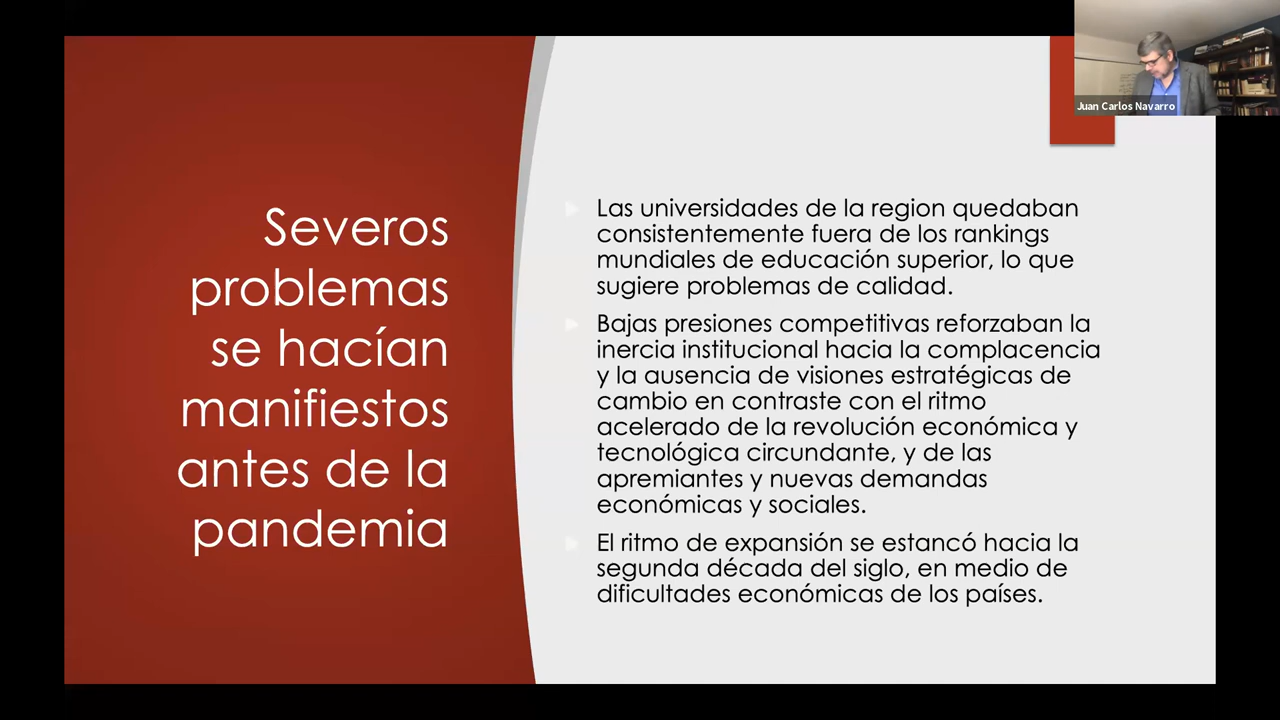 Severos
problemas
se hacían
manifiestos
antes de la
pandemia
Las universidades de la region quedaban
consistentemente fuera de los rankings
mundiales de educación superior, lo que
sugiere problemas de calidad.
Bajas presiones competitivas reforzaban la
inercia institucional hacia la complacencia
y la ausencia de visiones estratégicas de
cambio en contraste con el ritmo
acelerado de la revolución económica y
tecnológica circundante, y de las
apremiantes y nuevas demandas
económicas y sociales.
El ritmo de expansión se estancó hacia la
segunda década del siglo, en medio de
dificultades económicas de los países.
Juan Carlos Navarro